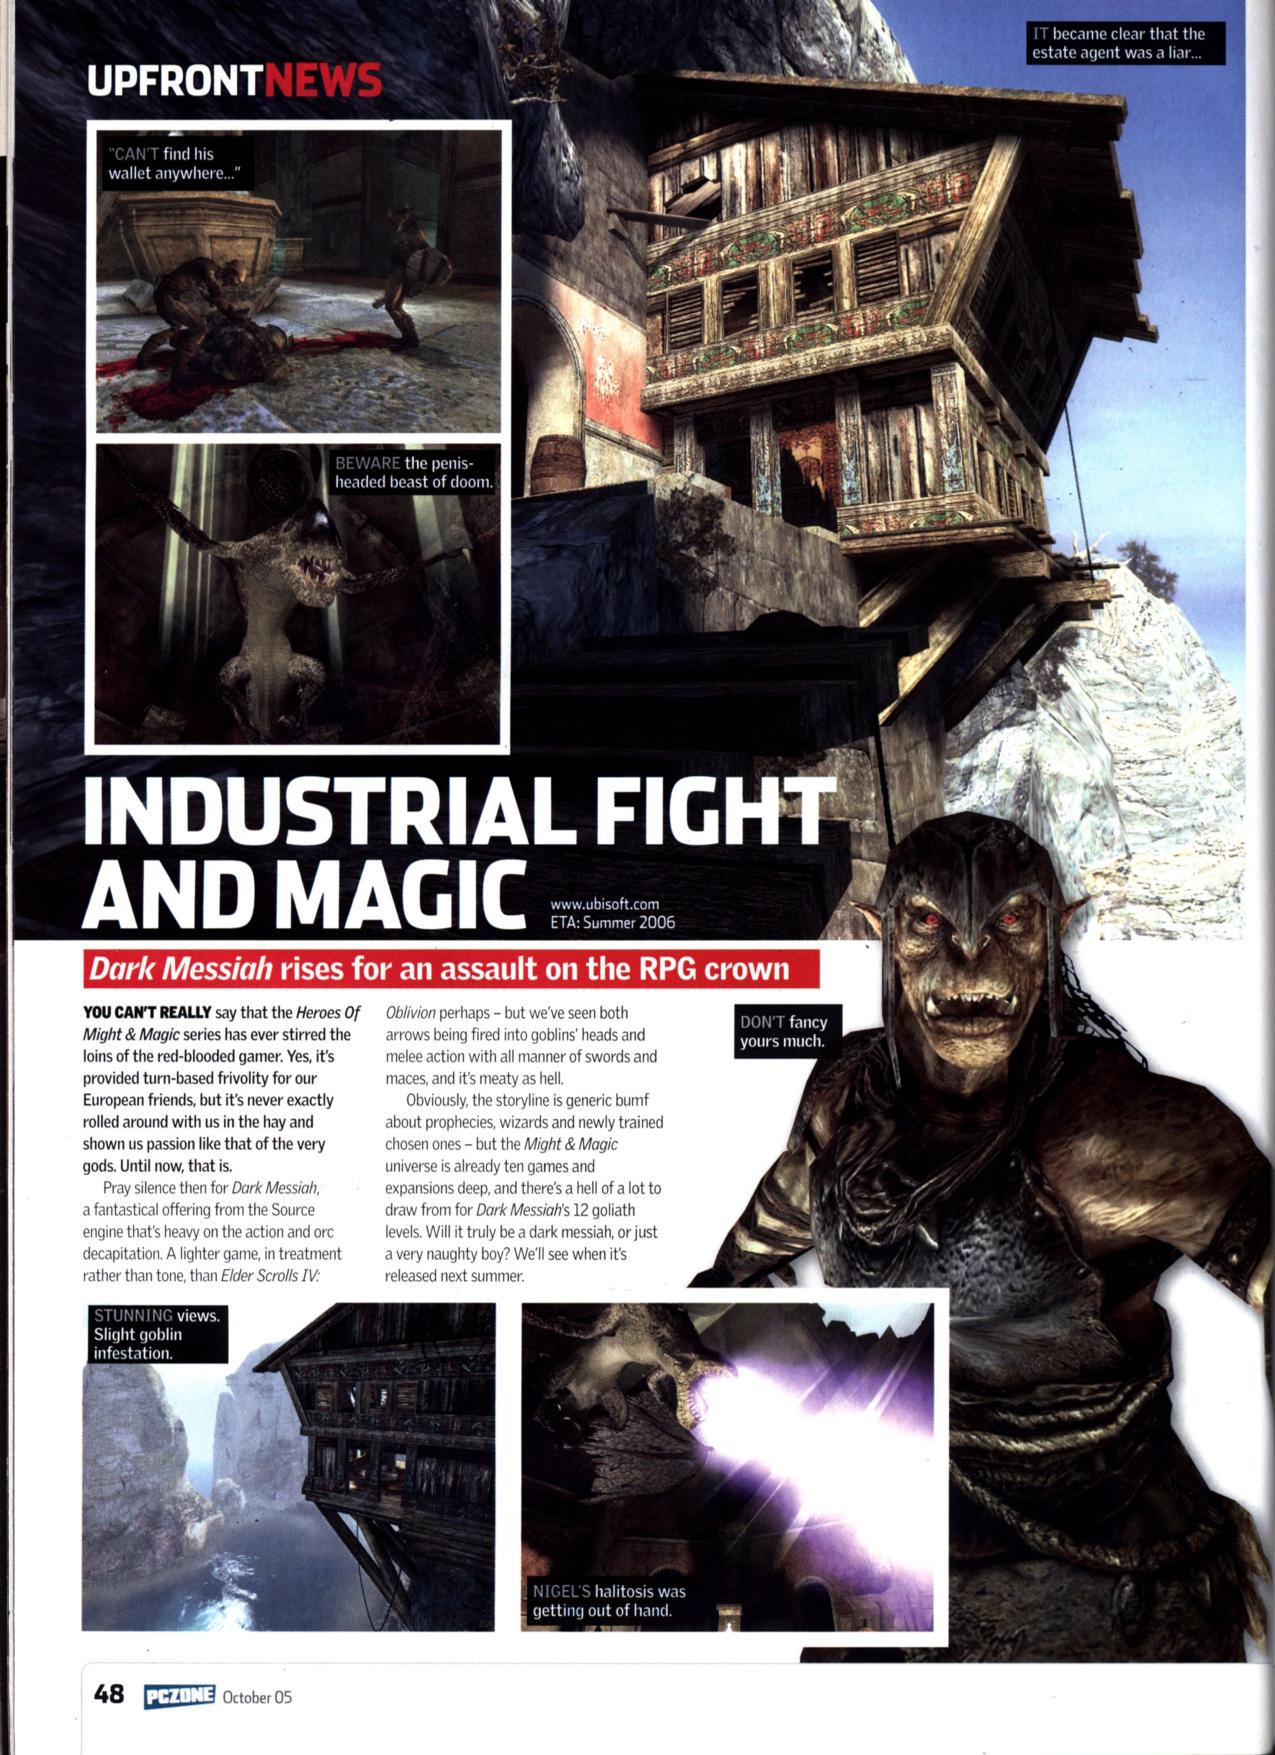 UPFRONTNEWS
IT became clear that the
estate agent was a liar...
"CAN'T find his
wallet anywhere..."
BEWARE the penis-
headed beast of doom.
INDUSTRIAL FIGHT
AND MAGIC
www.ubisoft.com
ETA: Summer 2006
Dark Messiah rises for an assault on the RPG crown
YOU CAN'T REALLY say that the Heroes Of
Might & Magic series has ever stirred the
loins of the red-blooded gamer. Yes, it's
provided turn-based frivolity for our
European friends, but it's never exactly
rolled around with us in the hay and
shown us passion like that of the very
gods. Until now, that is.
Pray silence then for Dark Messiah,
a fantastical offering from the Source
engine that's heavy on the action and orc
decapitation. A lighter game, in treatment
rather than tone, than Elder Scrolls IV:
Oblivion perhaps – but we've seen both
arrows being fired into goblins' heads and
melee action with all manner of swords and
maces, and it's meaty as hell.
Obviously, the storyline is generic bumf
about prophecies, wizards and newly trained
chosen ones – but the Might & Magic
universe is already ten games and
expansions deep, and there's a hell of a lot to
draw from for Dark Messiah's 12 goliath
levels. Will it truly be a dark messiah, or just
a very naughty boy? We'll see when it's
released next summer.
DON'T fancy
yours much.
STUNNING views.
Slight goblin
infestation.
NIGEL'S halitosis was
getting out of hand.
48 PCZONE October 05